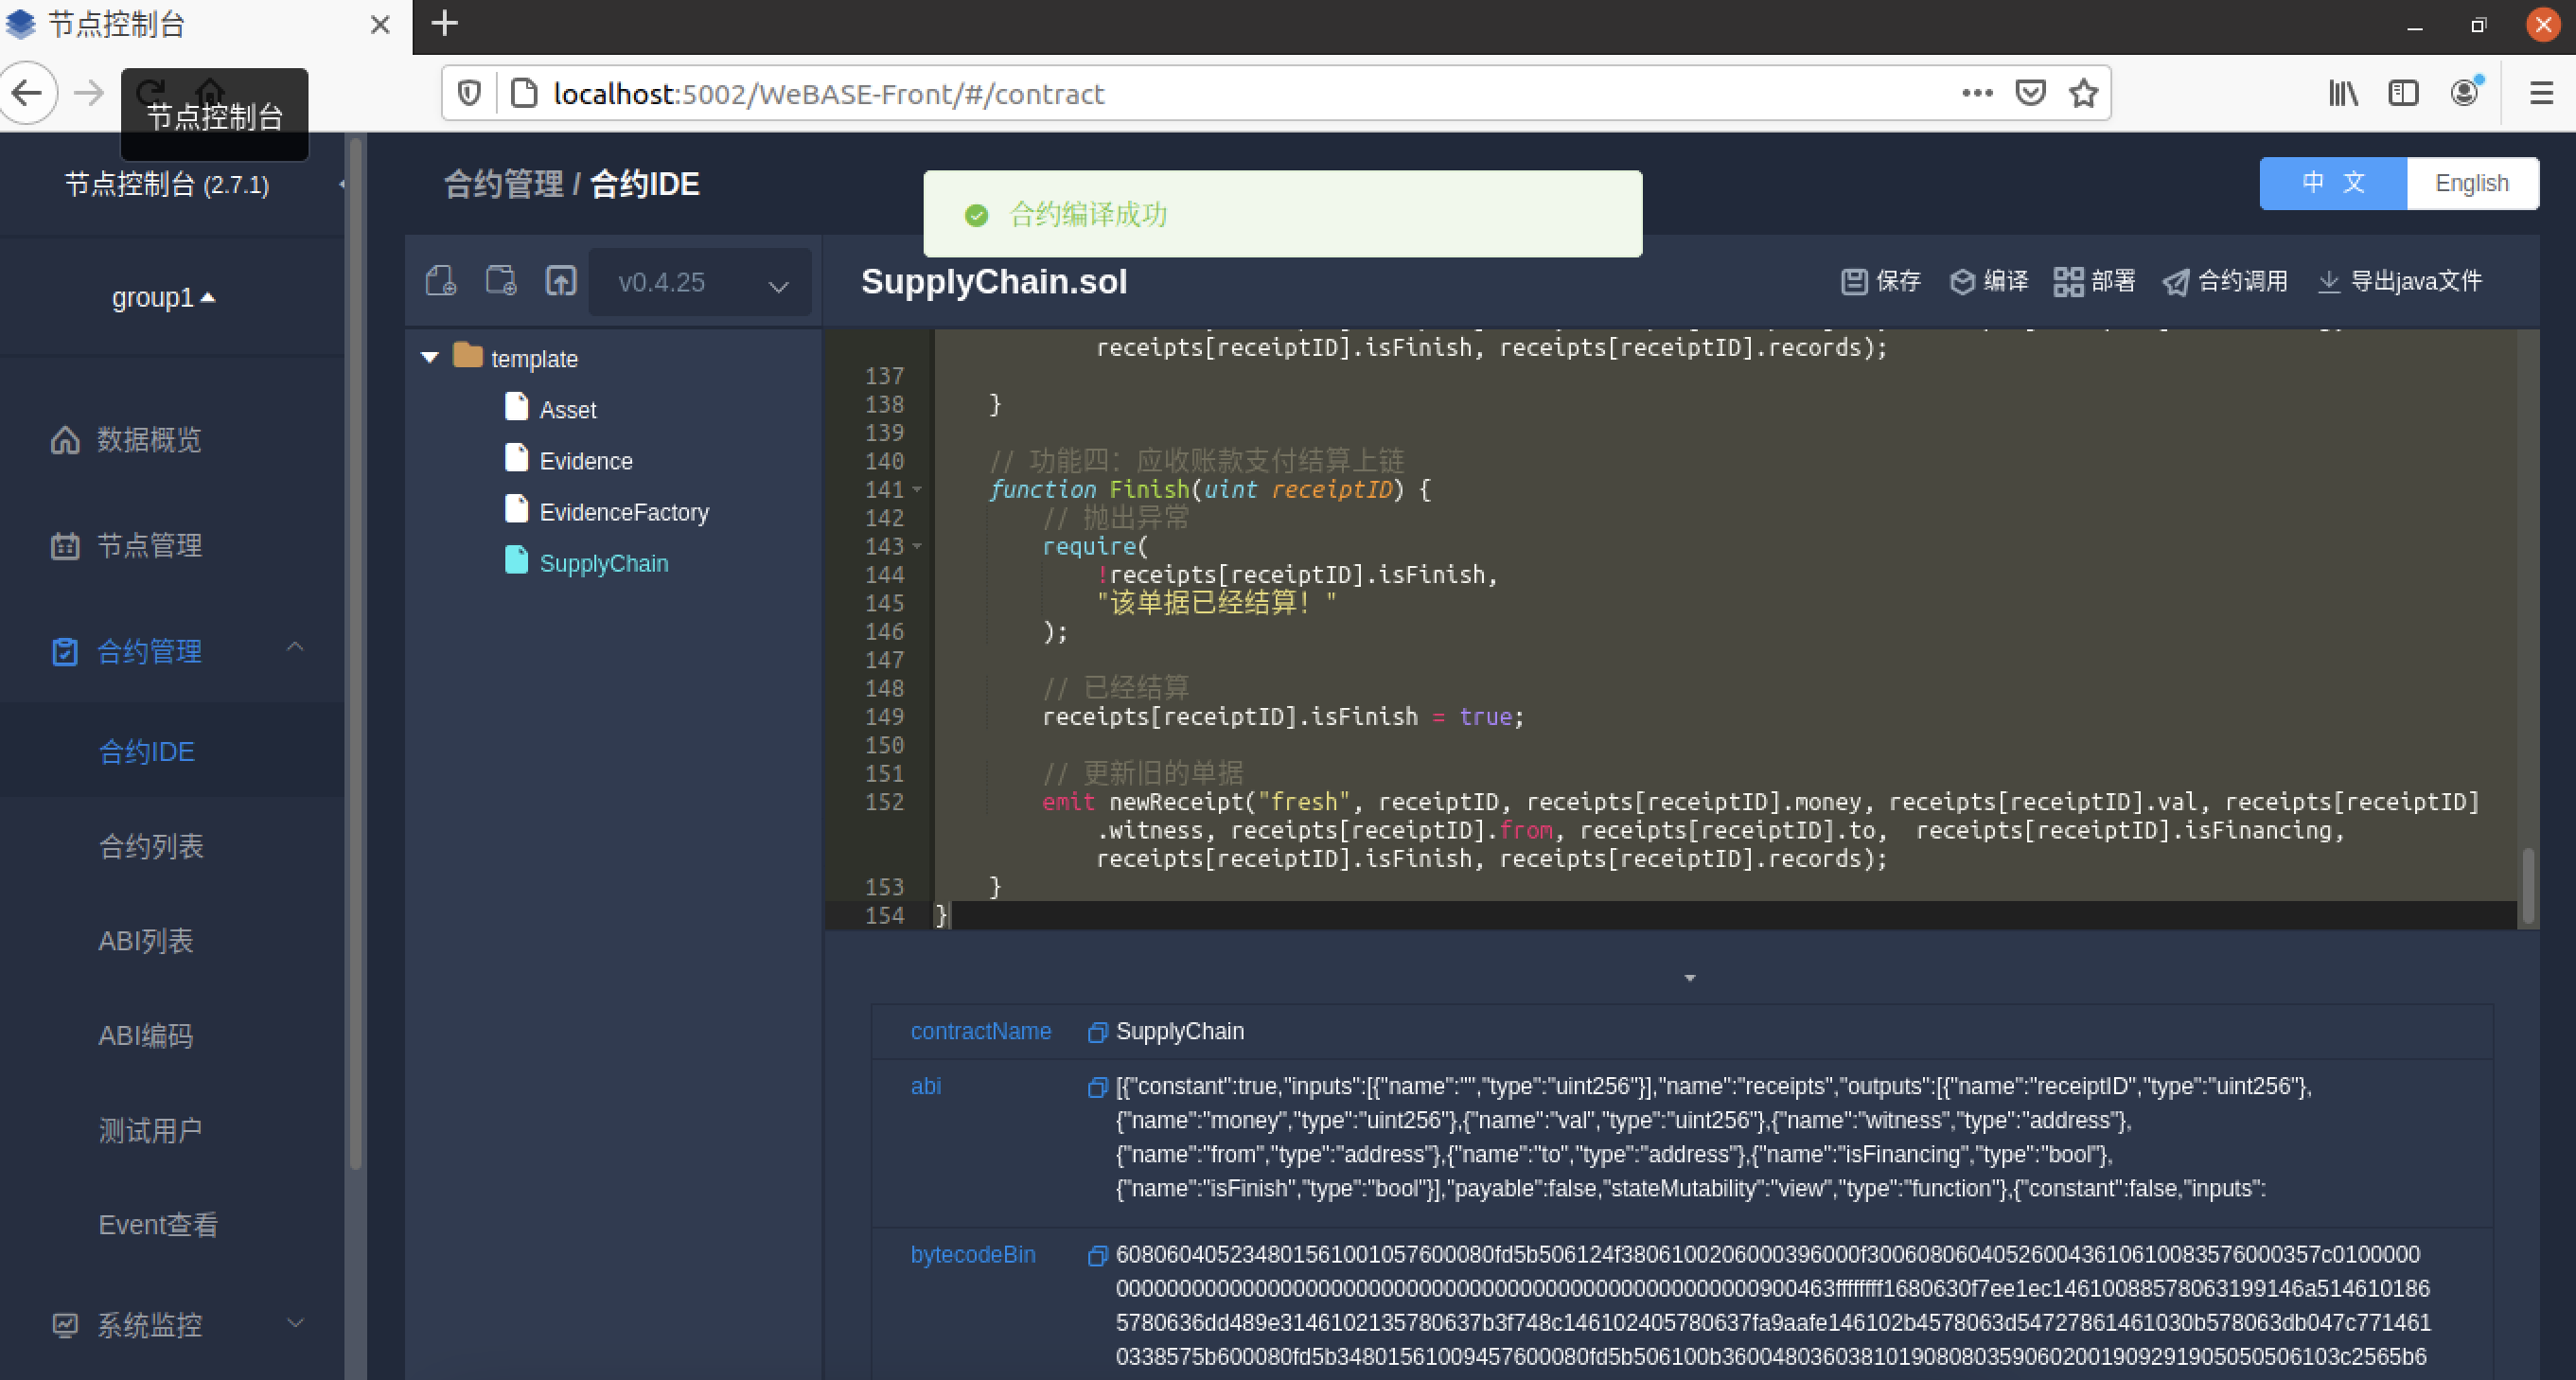 节点控制台
localhost:5002/WeBASE-Front/#/contract
节点控制台
节点控制台 (2.7.1)
group1
数据概览
节点管理
合约管理
合约IDE
合约列表
ABI列表
ABI编码
测试用户
Event查看
系统监控
合约管理 / 合约IDE
合约编译成功
中 文
English
v0.4.25
template
Asset
Evidence
EvidenceFactory
SupplyChain
SupplyChain.sol
保存
编译
部署
合约调用
导出java文件
receipts[receiptID].isFinish, receipts[receiptID].records);
137
138 }
139
140 // 功能四：应收账款支付结算上链
141 function Finish(uint receiptID) {
142 // 抛出异常
143 require(
144 !receipts[receiptID].isFinish,
145 "该单据已经结算！"
146 );
147
148 // 已经结算
149 receipts[receiptID].isFinish = true;
150
151 // 更新旧的单据
152 emit newReceipt("fresh", receiptID, receipts[receiptID].money, receipts[receiptID].val, receipts[receiptID]
.witness, receipts[receiptID].from, receipts[receiptID].to,  receipts[receiptID].isFinancing,
receipts[receiptID].isFinish, receipts[receiptID].records);
153 }
154 }
contractName SupplyChain
abi [{"constant":true,"inputs":[{"name":"","type":"uint256"}],"name":"receipts","outputs":[{"name":"receiptID","type":"uint256"},
{"name":"money","type":"uint256"},{"name":"val","type":"uint256"},{"name":"witness","type":"address"},
{"name":"from","type":"address"},{"name":"to","type":"address"},{"name":"isFinancing","type":"bool"},
{"name":"isFinish","type":"bool"}],"payable":false,"stateMutability":"view","type":"function"},{"constant":false,"inputs":
bytecodeBin